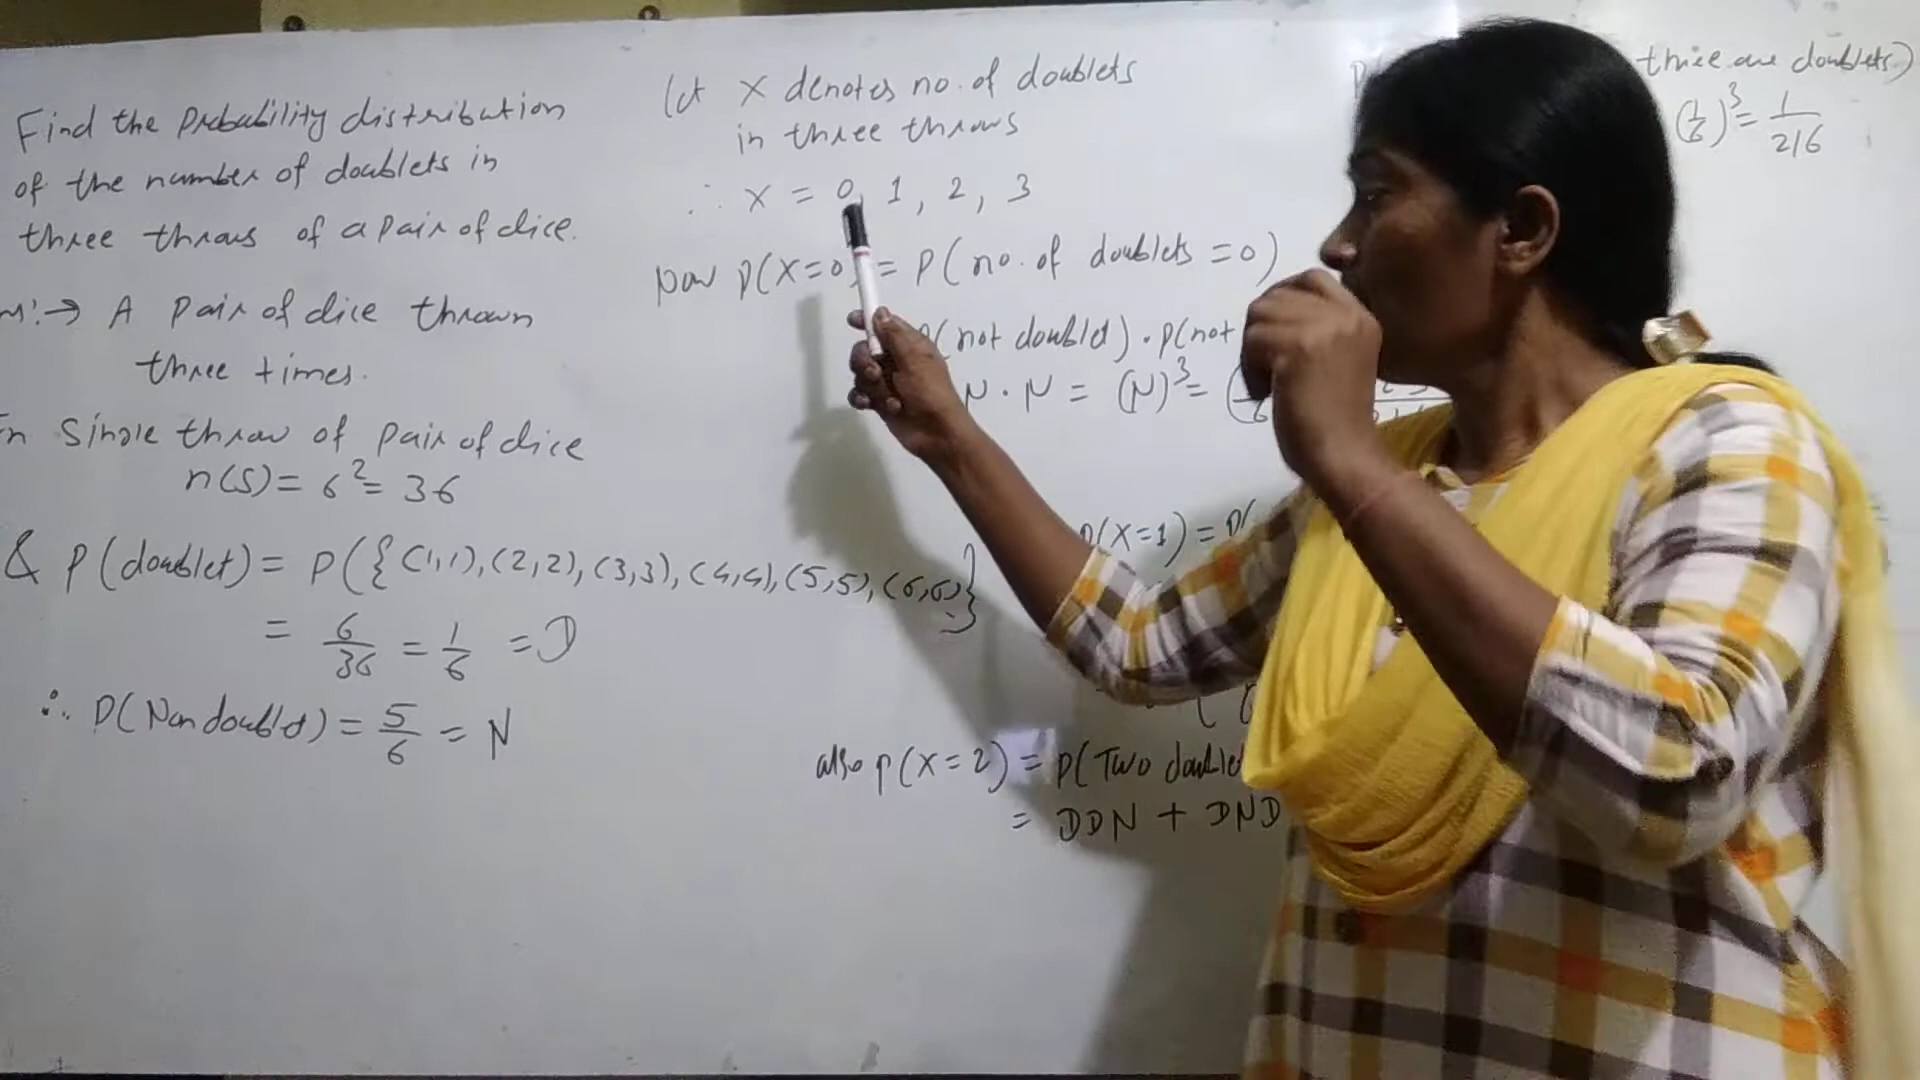 Find the Probability distribution
of the number of doublets in
three throws of a pair of dice.
A pair of dice thrown
three times.
In Single throw of pair of dice
n(S) = 6² = 36
& P(doublet) = P({(1,1),(2,2),(3,3),(4,4),(5,5),(6,6)}
= 6/36 = 1/6 = D
∴ P(Non doublet) = 5/6 = N
let X denotes no. of doublets
in three throws
∴ X = 0, 1, 2, 3
Now P(X=0) = P(no. of doublets = 0)
(not doublet) · P(not
N · N = (N)³ =
P(X=1) = P(
also P(X=2) = P(Two double
= DDN + DND
thrice are doublets)
(1/6)³ = 1/216